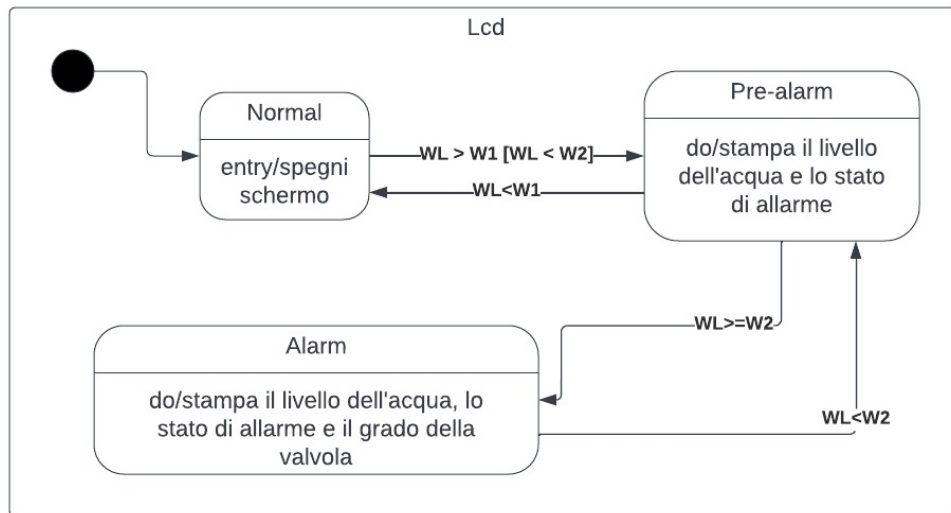 Lcd
Normal
entry/spegni
schermo
WL > W1 [WL < W2]
WL<W1
Pre-alarm
do/stampa il livello
dell'acqua e lo stato
di allarme
WL>=W2
WL<W2
Alarm
do/stampa il livello dell'acqua, lo
stato di allarme e il grado della
valvola